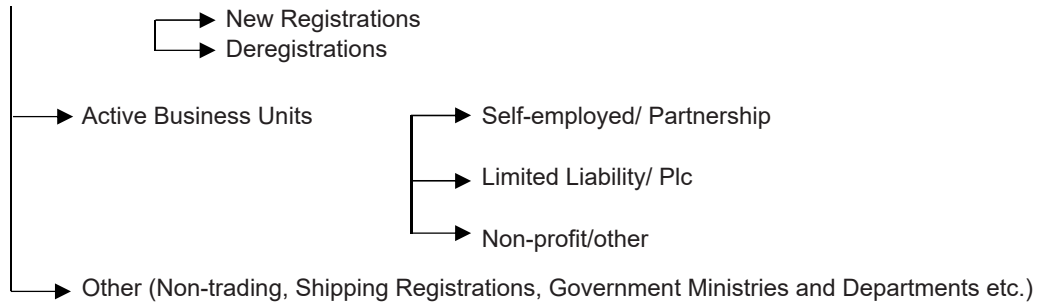 New Registrations
Deregistrations
Active Business Units
Self-employed/ Partnership
Limited Liability/ Plc
Non-profit/other
Other (Non-trading, Shipping Registrations, Government Ministries and Departments etc.)